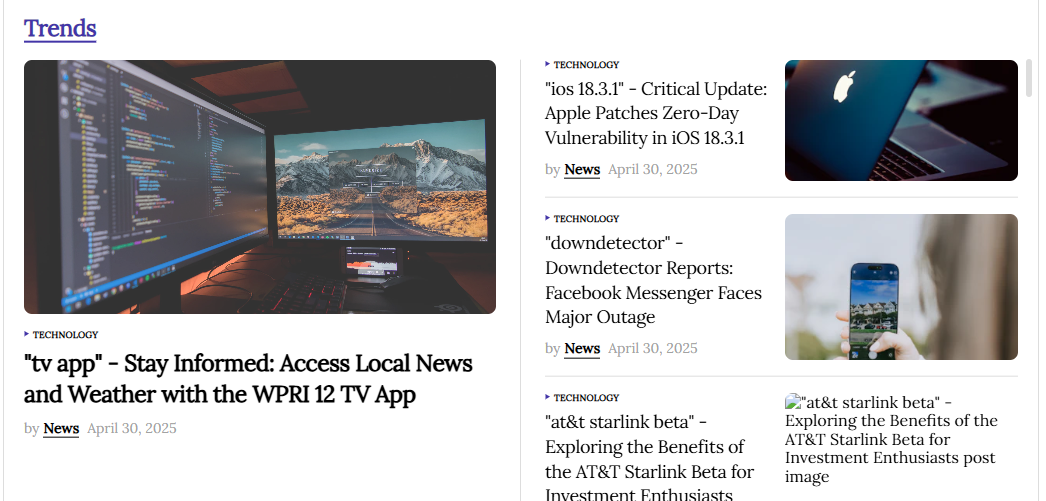 Trends
TECHNOLOGY
"tv app" - Stay Informed: Access Local News
and Weather with the WPRI 12 TV App
by News April 30, 2025
TECHNOLOGY
"ios 18.3.1" - Critical Update:
Apple Patches Zero-Day
Vulnerability in iOS 18.3.1
by News April 30, 2025
TECHNOLOGY
"downdetector" -
Downdetector Reports:
Facebook Messenger Faces
Major Outage
by News April 30, 2025
TECHNOLOGY
"at&t starlink beta" -
Exploring the Benefits of
the AT&T Starlink Beta for
Investment Enthusiasts
"at&t starlink beta" -
Exploring the Benefits of the
AT&T Starlink Beta for
Investment Enthusiasts post
image